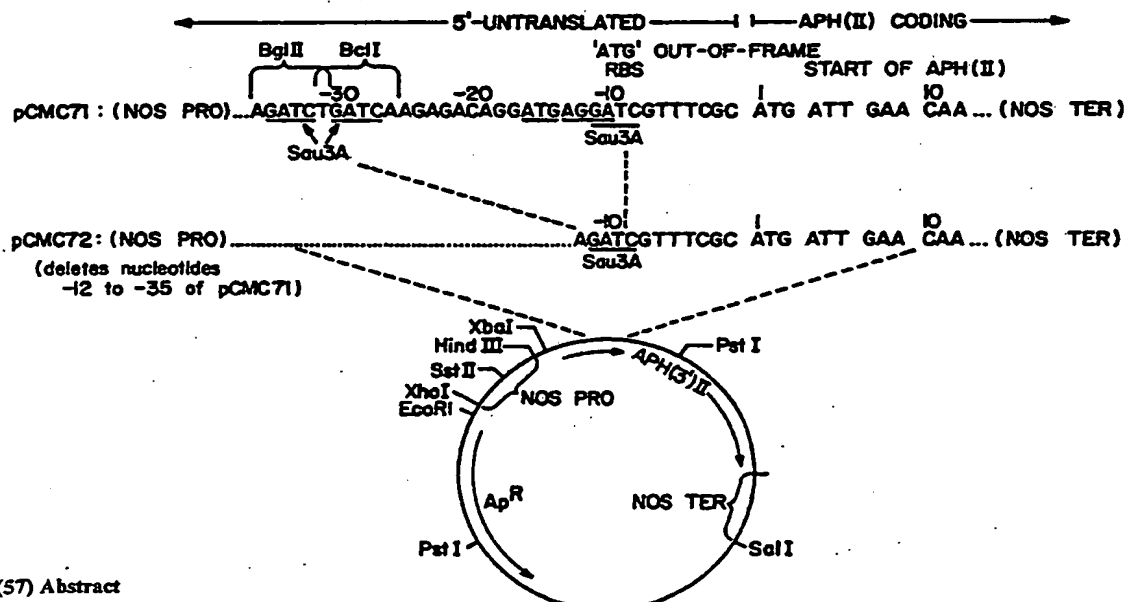 5'-UNTRANSLATED APH(II) CODING
'ATG' OUT-OF-FRAME
BglII BclI RBS START OF APH(II)
-30 -20 -10 1 10
pCMC71: (NOS PRO)...AGATCTGATCAAGAGACAGGATGAGGATCGTTTCGC ATG ATT GAA CAA... (NOS TER)
Sau3A Sau3A
-10 1 10
pCMC72: (NOS PRO)...AGATCGTTTCGC ATG ATT GAA CAA... (NOS TER)
Sau3A
(deletes nucleotides
-12 to -35 of pCMC71)
XbaI
Hind III
SstII
XhoI
EcoRI
NOS PRO
APH(3')II
Pst I
NOS TER
ApR
Pst I
Sal I
(57) Abstract